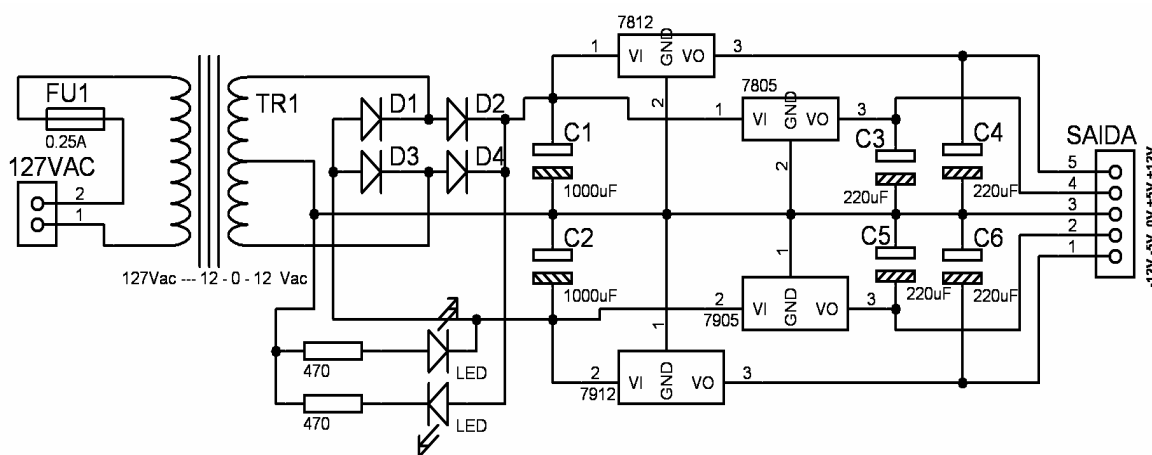 FU1
0.25A
127VAC
2
1
TR1
127Vac --- 12 - 0 - 12 Vac
D1
D2
D3
D4
470
LED
470
LED
C1
1000uF
C2
1000uF
7812
1
VI
GND
VO
3
2
7805
1
VI
GND
VO
3
2
C3
220uF
C4
220uF
C5
220uF
C6
220uF
1
2
VI
GND
VO
3
7905
1
2
VI
GND
VO
3
7912
SAIDA
5
4
3
2
1
-12V -5V 0V +5V +12V